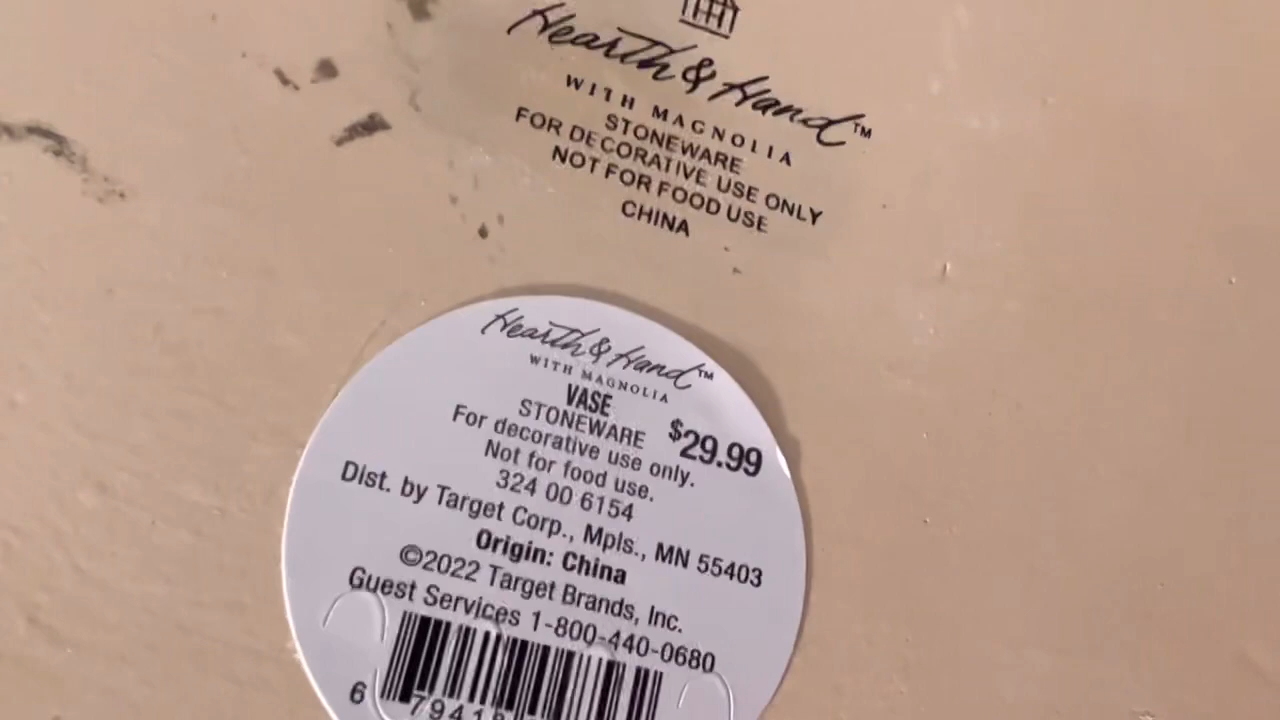 Hearth & Hand™
WITH MAGNOLIA
STONEWARE
FOR DECORATIVE USE ONLY
NOT FOR FOOD USE
CHINA
Hearth & Hand™
WITH MAGNOLIA
VASE
STONEWARE
$29.99
For decorative use only.
Not for food use.
324 00 6154
Dist. by Target Corp., Mpls., MN 55403
Origin: China
©2022 Target Brands, Inc.
Guest Services 1-800-440-0680
6 7941